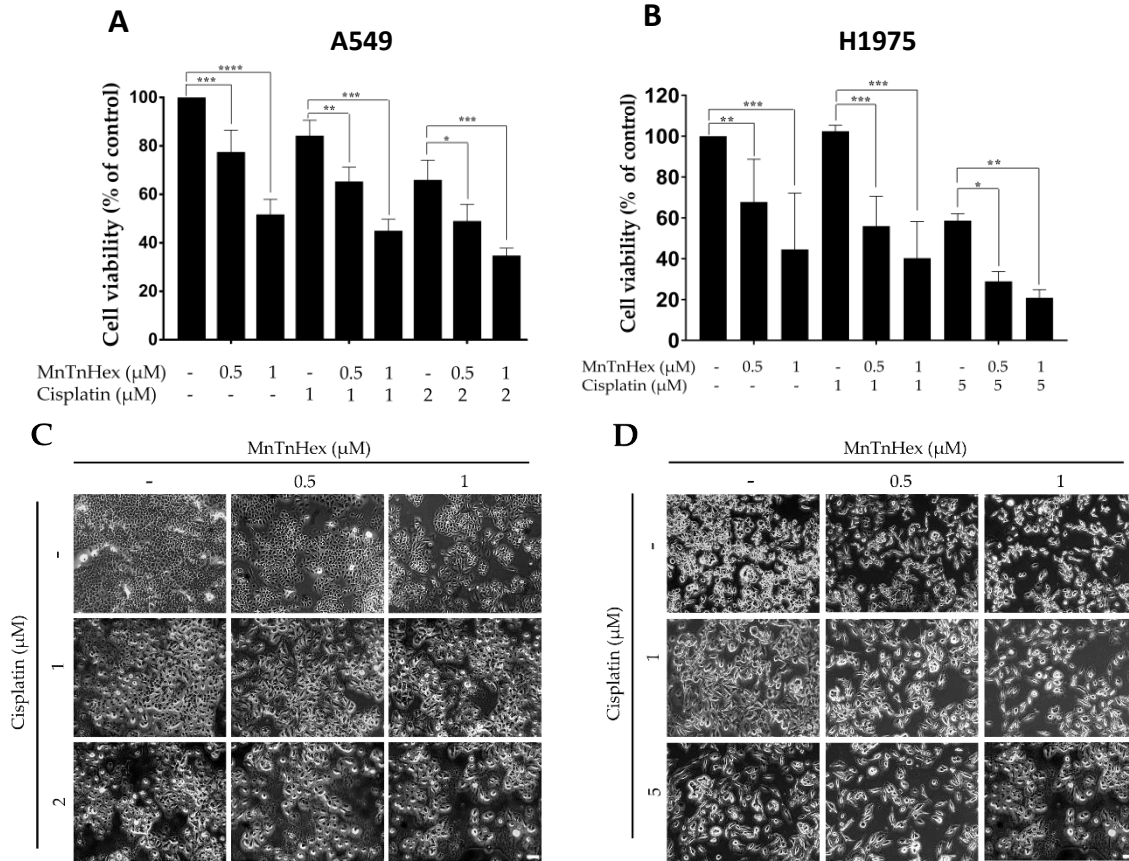 A
A549
**** 
***
***
**
***
*
Cell viability (% of control)
100
80
60
40
20
0
MnTnHex (µM) - 0.5 1 - 0.5 1 - 0.5 1
Cisplatin (µM) - - - 1 1 1 2 2 2
B
H1975
***
**
***
***
**
*
Cell viability (% of control)
120
100
80
60
40
20
0
MnTnHex (µM) - 0.5 1 - 0.5 1 - 0.5 1
Cisplatin (µM) - - - 1 1 1 5 5 5
C
MnTnHex (µM)
- 0.5 1
Cisplatin (µM)
-
1
2
D
MnTnHex (µM)
- 0.5 1
Cisplatin (µM)
-
1
5